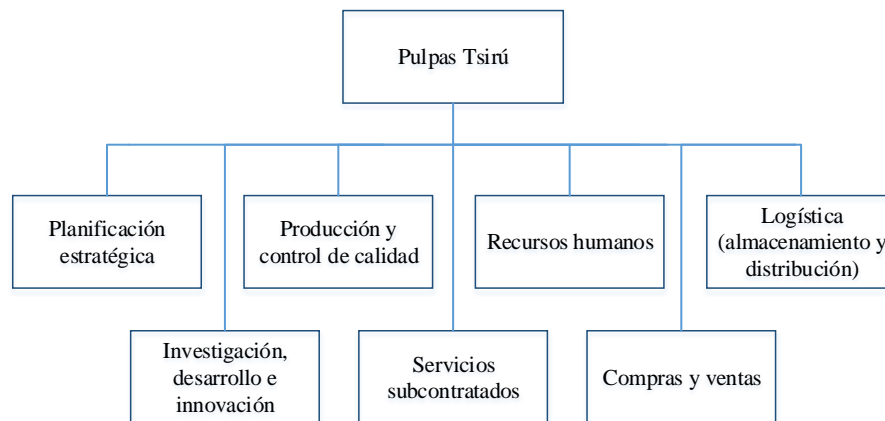 Pulpas Tsirú
Planificación
estratégica
Producción y
control de calidad
Recursos humanos
Logística
(almacenamiento y
distribución)
Investigación,
desarrollo e
innovación
Servicios
subcontratados
Compras y ventas